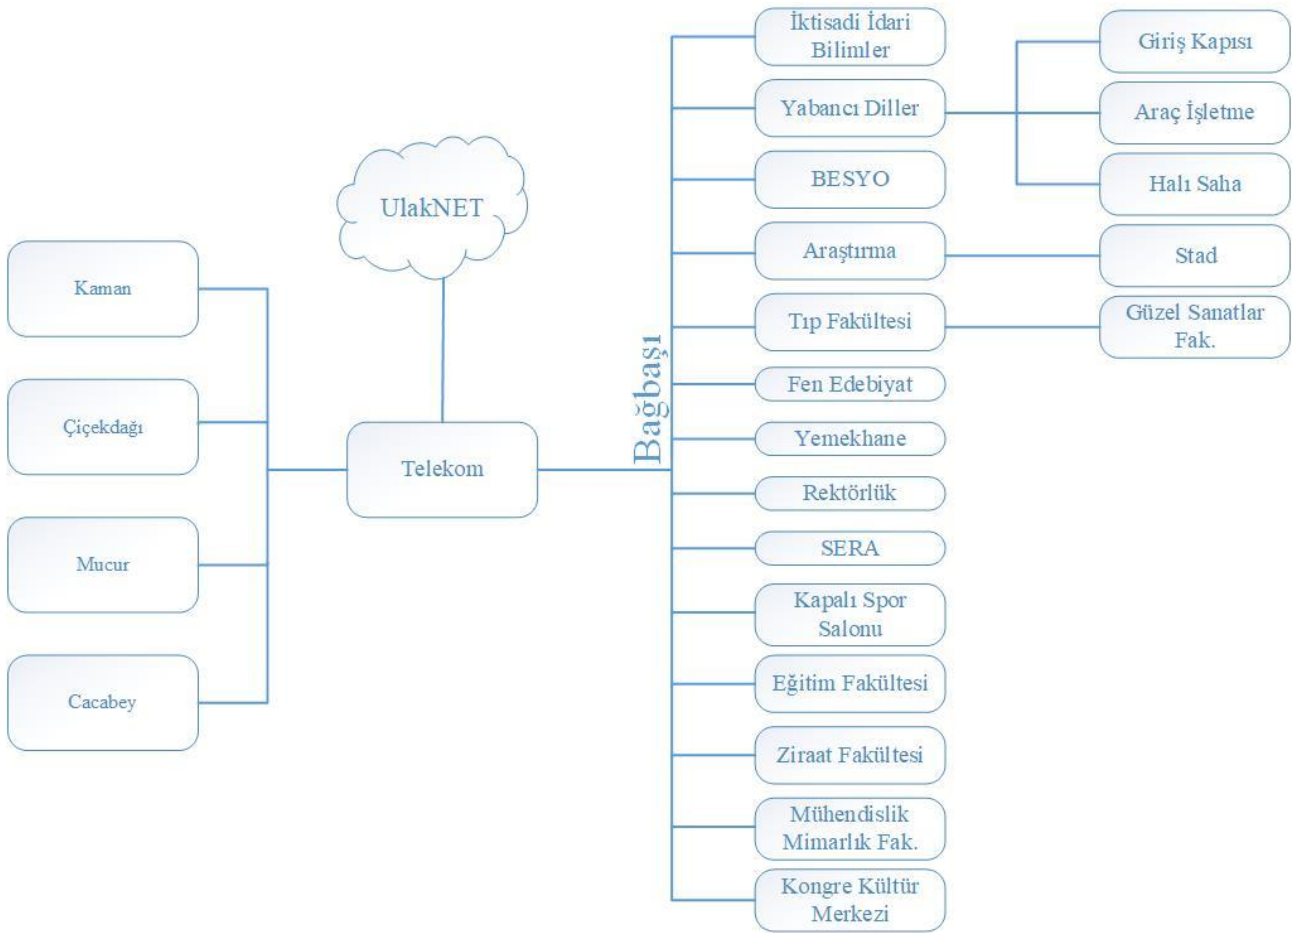 UlakNET
Kaman
Çiçekdağı
Mucur
Cacabey
Telekom
Bağbaşı
İktisadi İdari
Bilimler
Yabancı Diller
BESYO
Araştırma
Tıp Fakültesi
Fen Edebiyat
Yemekhane
Rektörlük
SERA
Kapalı Spor
Salonu
Eğitim Fakültesi
Ziraat Fakültesi
Mühendislik
Mimarlık Fak.
Kongre Kültür
Merkezi
Giriş Kapısı
Araç İşletme
Halı Saha
Stad
Güzel Sanatlar
Fak.